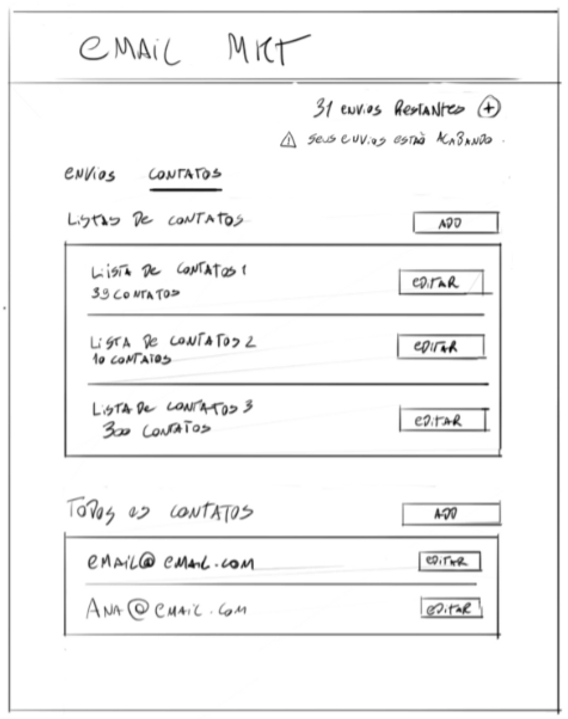 EMAIL MKT
31 ENVIOS RESTANTES +
! SEUS ENVIOS ESTÃO ACABANDO.
ENVIOS CONTATOS
LISTAS DE CONTATOS ADD
LISTA DE CONTATOS 1
39 CONTATOS EDITAR
LISTA DE CONTATOS 2
10 CONTATOS EDITAR
LISTA DE CONTATOS 3
300 CONTATOS EDITAR
TODOS OS CONTATOS ADD
EMAIL@EMAIL.COM EDITAR
ANA@EMAIL.COM EDITAR